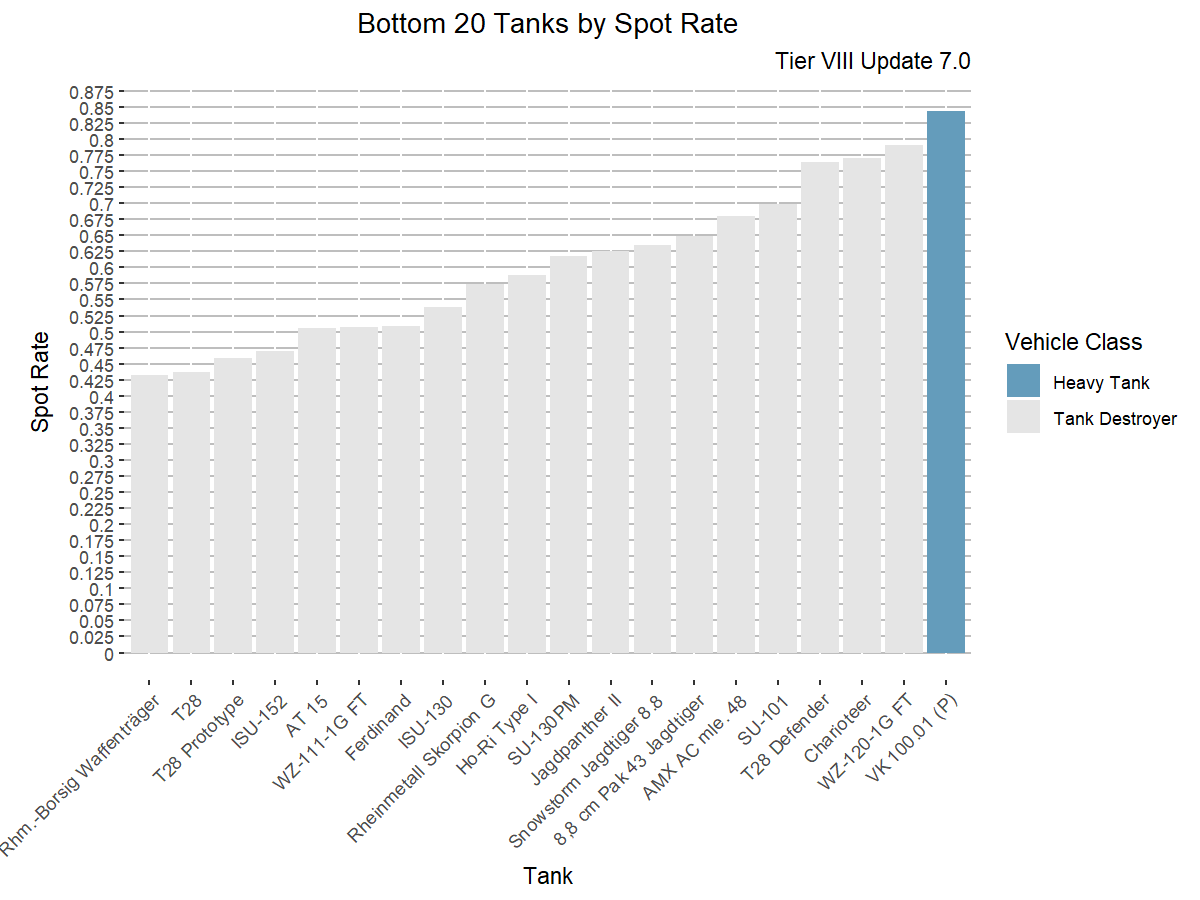 Bottom 20 Tanks by Spot Rate
Tier VIII Update 7.0
0.875
0.85
0.825
0.8
0.775
0.75
0.725
0.7
0.675
0.65
0.625
0.6
0.575
0.55
0.525
0.5
0.475
0.45
0.425
0.4
0.375
0.35
0.325
0.3
0.275
0.25
0.225
0.2
0.175
0.15
0.125
0.1
0.075
0.05
0.025
0
Spot Rate
Rhm.-Borsig Waffenträger
T28
T28 Prototype
ISU-152
AT 15
WZ-111-1G FT
Ferdinand
ISU-130
Rheinmetall Skorpion G
Ho-Ri Type I
SU-130PM
Jagdpanther II
Snowstorm Jagdtiger 8.8
8,8 cm Pak 43 Jagdtiger
AMX AC mle. 48
SU-101
T28 Defender
Charioteer
WZ-120-1G FT
VK 100.01 (P)
Tank
Vehicle Class
Heavy Tank
Tank Destroyer